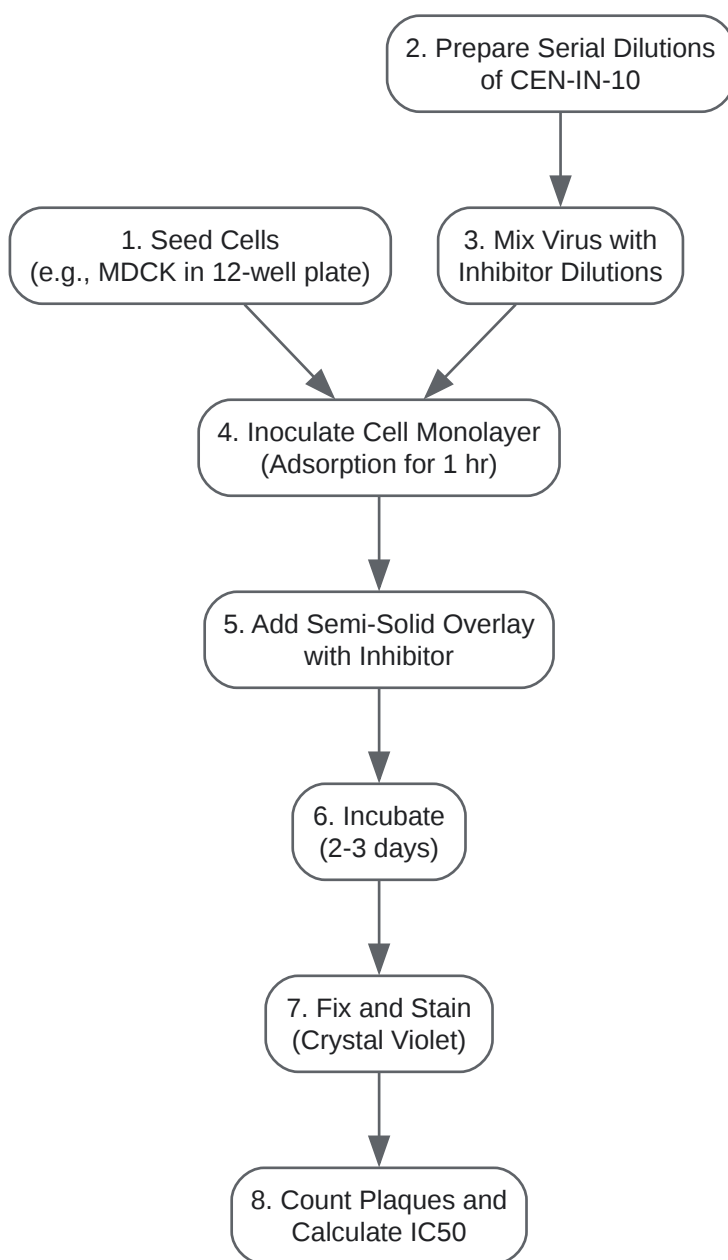 2. Prepare Serial Dilutions
of CEN-IN-10
1. Seed Cells
(e.g., MDCK in 12-well plate)
3. Mix Virus with
Inhibitor Dilutions
4. Inoculate Cell Monolayer
(Adsorption for 1 hr)
5. Add Semi-Solid Overlay
with Inhibitor
6. Incubate
(2-3 days)
7. Fix and Stain
(Crystal Violet)
8. Count Plaques and
Calculate IC50